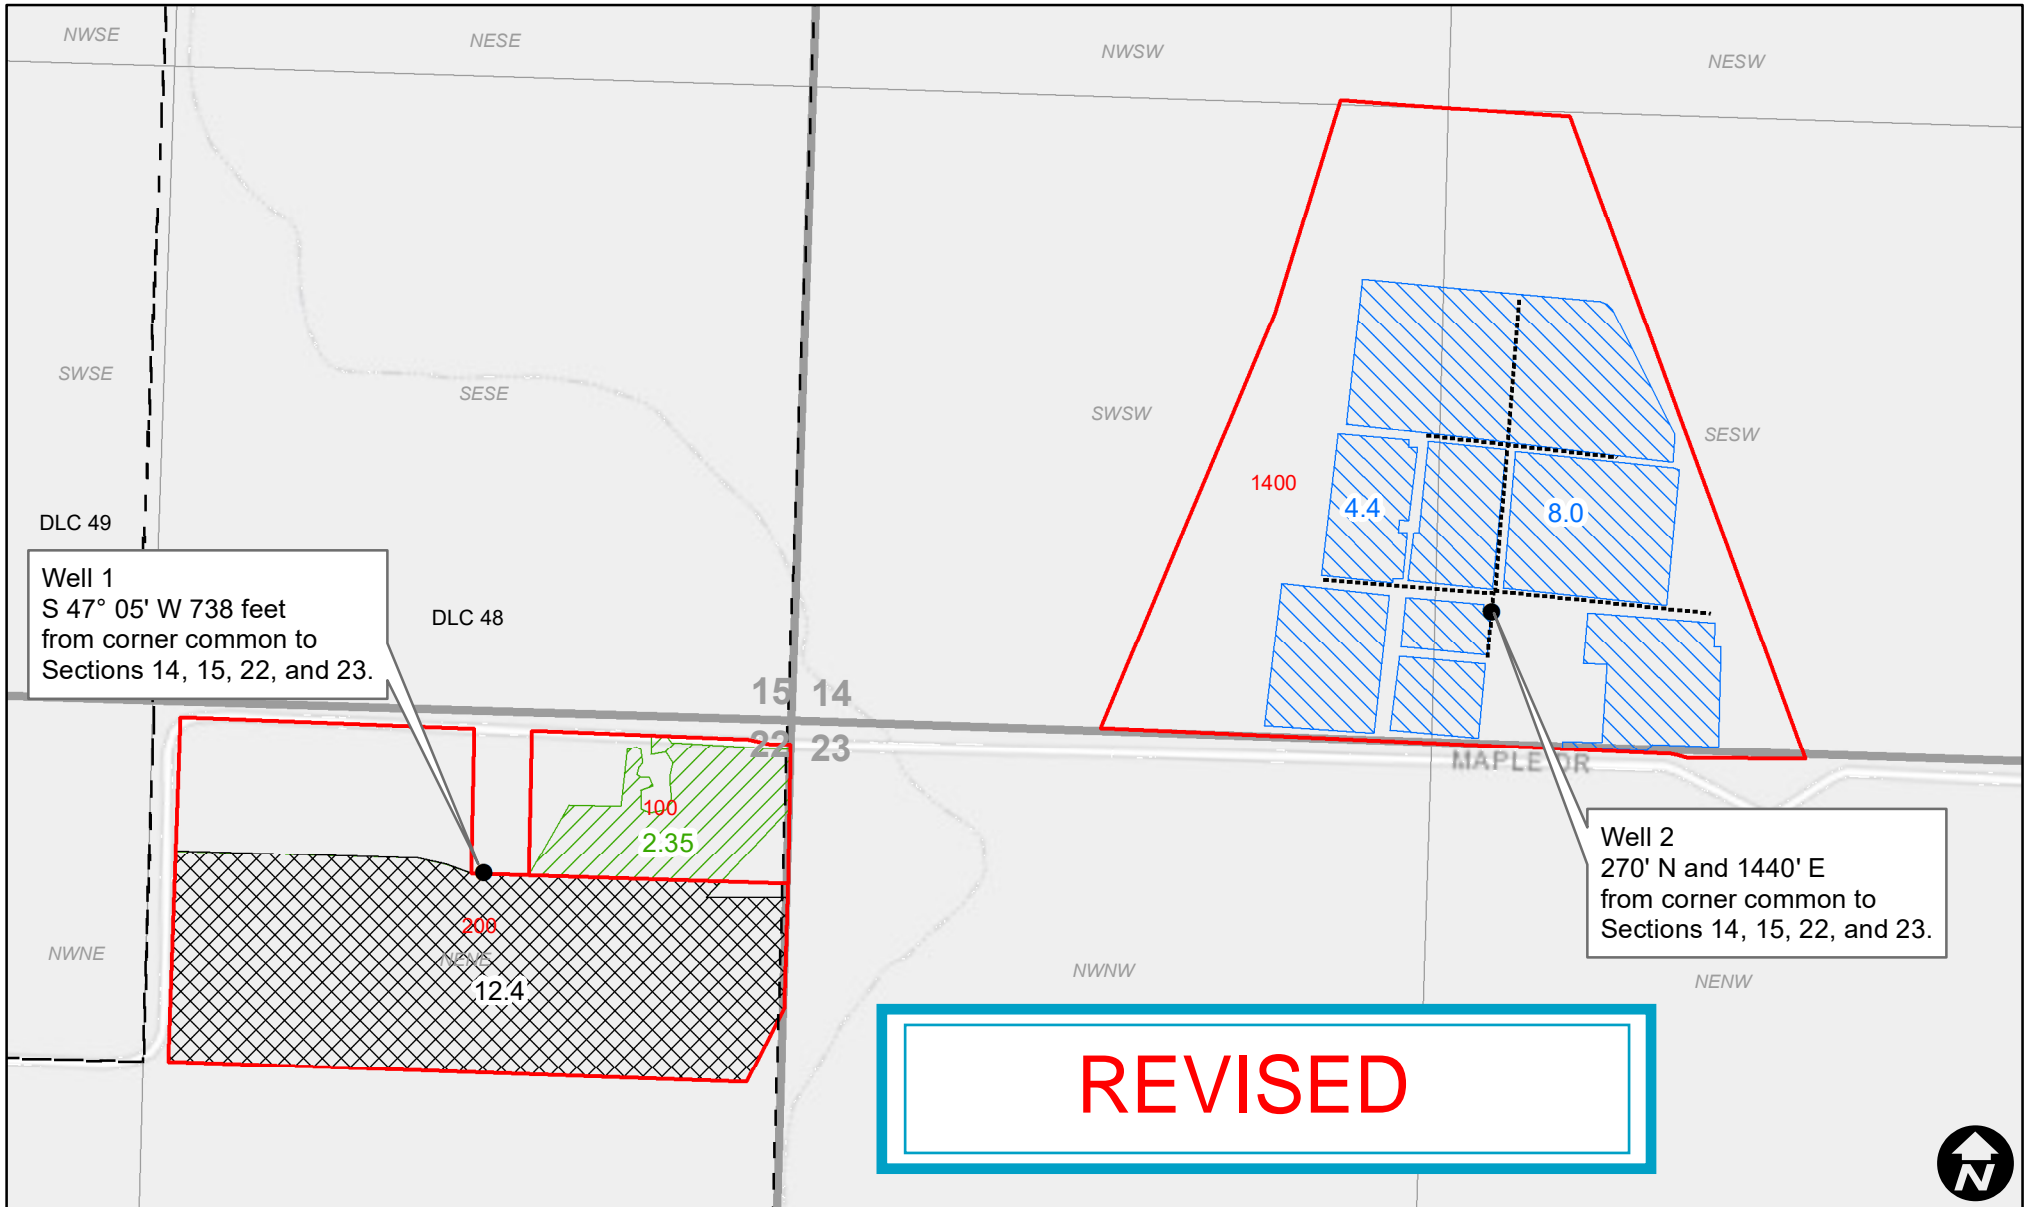 NWSE
NESE
NWSW
NESW
SWSE
SESE
SWSW
SESW
1400
4.4
8.0
DLC 49
Well 1
S 47° 05' W 738 feet
from corner common to
Sections 14, 15, 22, and 23.
DLC 48
15 14
22 23
MAPLE DR
100
2.35
Well 2
270' N and 1440' E
from corner common to
Sections 14, 15, 22, and 23.
200
NWNE
NENE
12.4
NWNW
NENW
REVISED
N